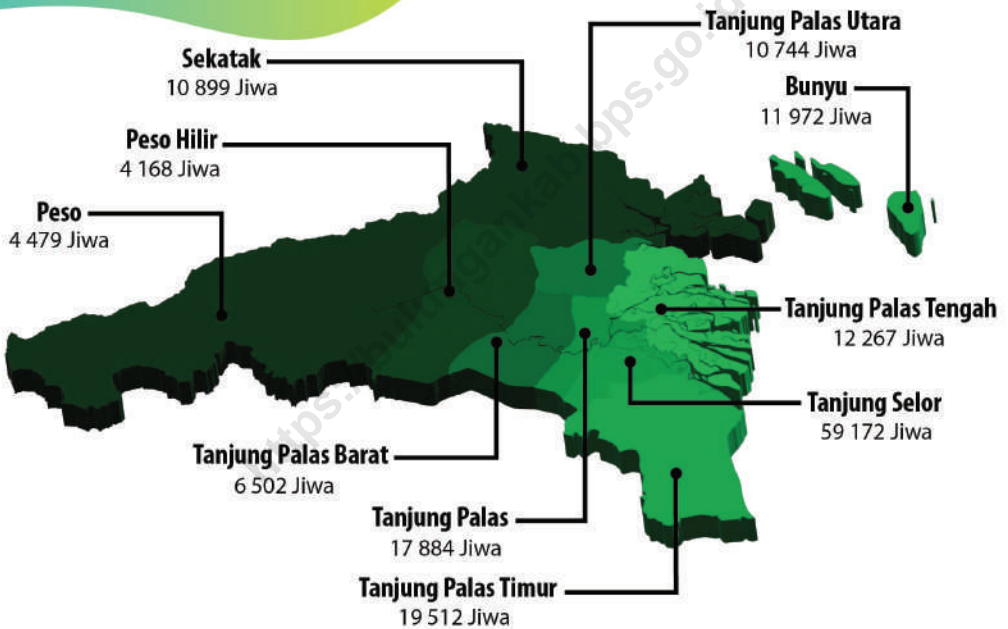 Tanjung Palas Utara
10 744 Jiwa
Sekatak
10 899 Jiwa
Bunyu
11 972 Jiwa
Peso Hilir
4 168 Jiwa
Peso
4 479 Jiwa
Tanjung Palas Tengah
12 267 Jiwa
Tanjung Selor
59 172 Jiwa
Tanjung Palas Barat
6 502 Jiwa
Tanjung Palas
17 884 Jiwa
Tanjung Palas Timur
19 512 Jiwa